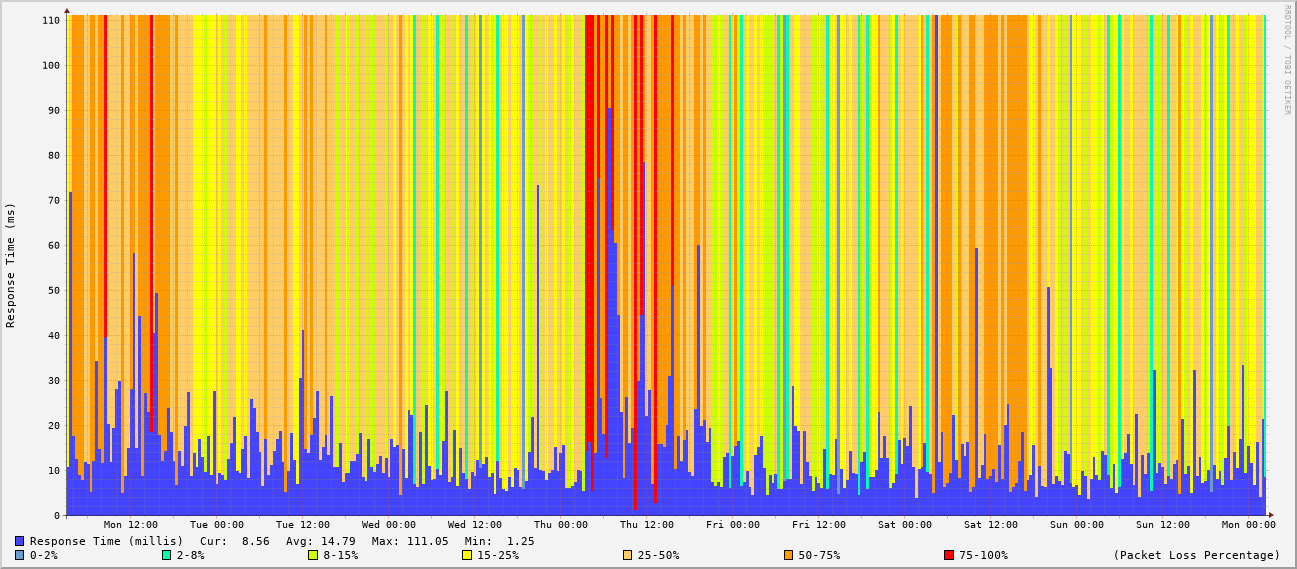 110
100
90
80
70
60
50
40
30
20
10
0
Response Time (ms)
RRDTOOL / TOBI OETIKER
Mon 12:00 Tue 00:00 Tue 12:00 Wed 00:00 Wed 12:00 Thu 00:00 Thu 12:00 Fri 00:00 Fri 12:00 Sat 00:00 Sat 12:00 Sun 00:00 Sun 12:00 Mon 00:00
Response Time (millis) Cur: 8.56 Avg: 14.79 Max: 111.05 Min: 1.25
0-2% 2-8% 8-15% 15-25% 25-50% 50-75% 75-100% (Packet Loss Percentage)